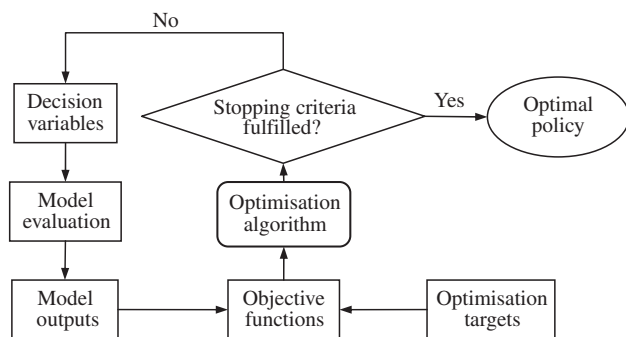 No
Decision
variables
Stopping criteria
fulfilled?
Yes
Optimal
policy
Model
evaluation
Optimisation
algorithm
Model
outputs
Objective
functions
Optimisation
targets